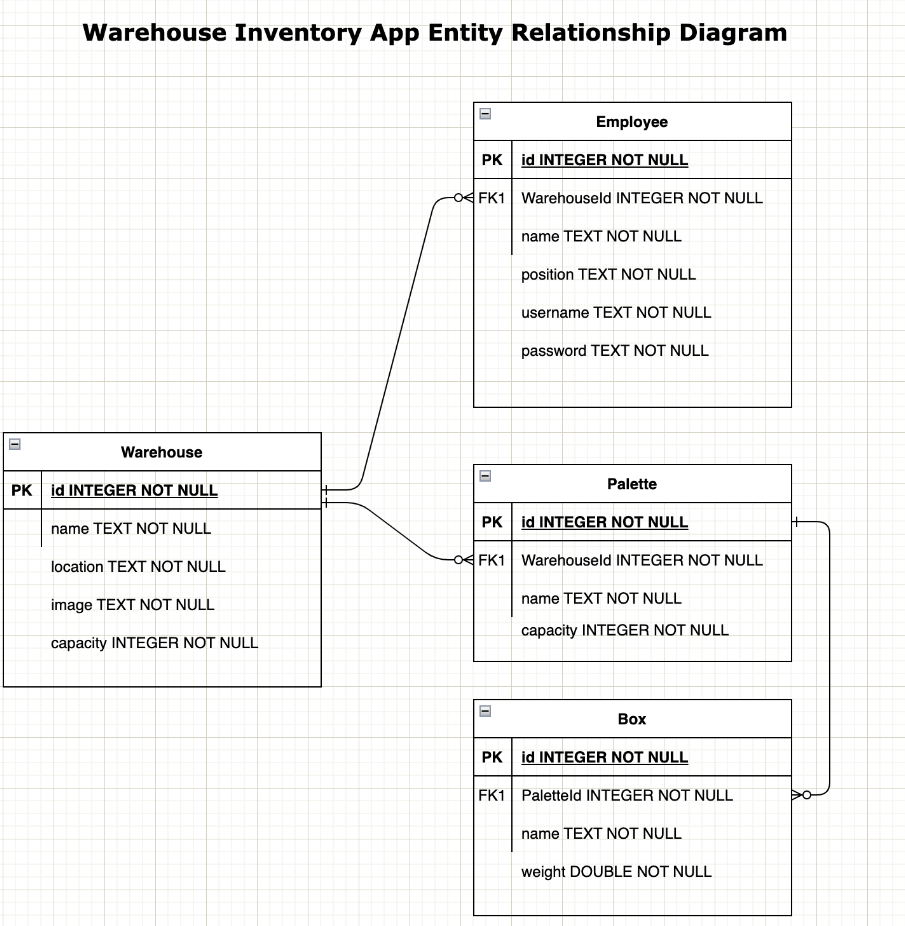 Warehouse Inventory App Entity Relationship Diagram
Employee
PK id INTEGER NOT NULL
FK1 WarehouseId INTEGER NOT NULL
name TEXT NOT NULL
position TEXT NOT NULL
username TEXT NOT NULL
password TEXT NOT NULL
Warehouse
PK id INTEGER NOT NULL
name TEXT NOT NULL
location TEXT NOT NULL
image TEXT NOT NULL
capacity INTEGER NOT NULL
Palette
PK id INTEGER NOT NULL
FK1 WarehouseId INTEGER NOT NULL
name TEXT NOT NULL
capacity INTEGER NOT NULL
Box
PK id INTEGER NOT NULL
FK1 PaletteId INTEGER NOT NULL
name TEXT NOT NULL
weight DOUBLE NOT NULL